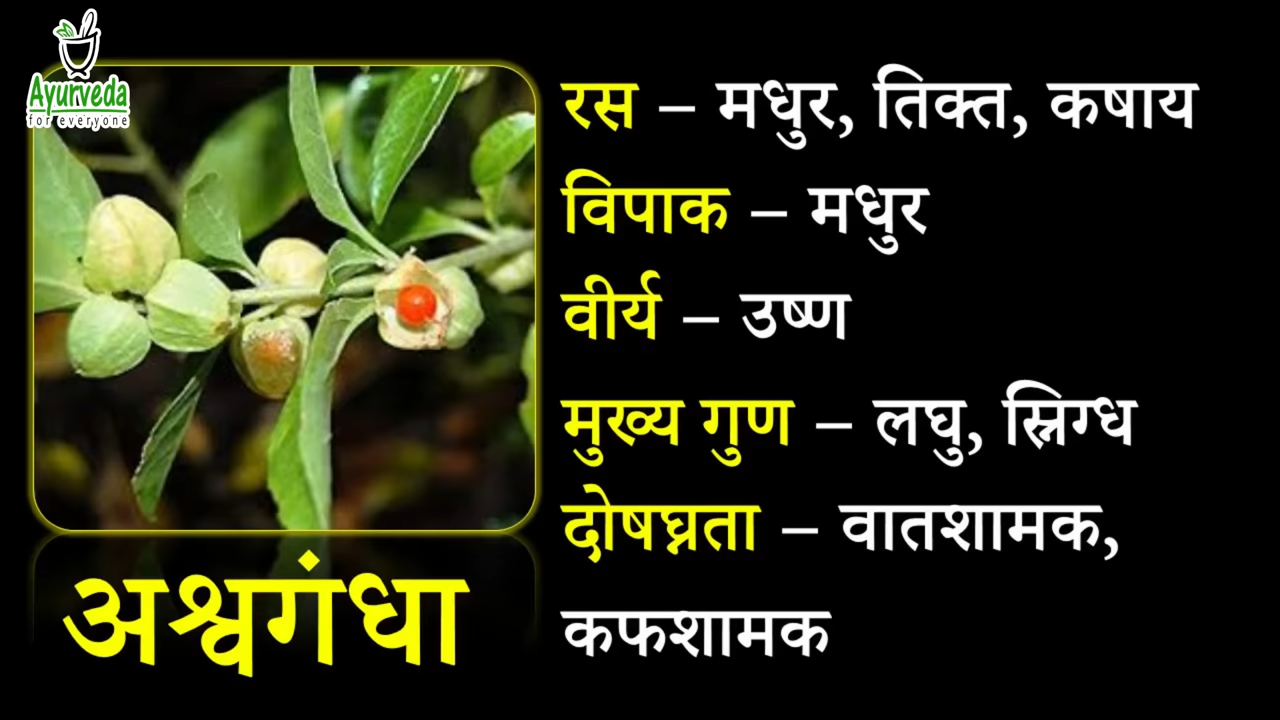 Ayurveda
for everyone
रस – मधुर, तिक्त, कषाय
विपाक – मधुर
वीर्य – उष्ण
मुख्य गुण – लघु, स्निग्ध
दोषघ्नता – वातशामक,
कफशामक
अश्वगंधा